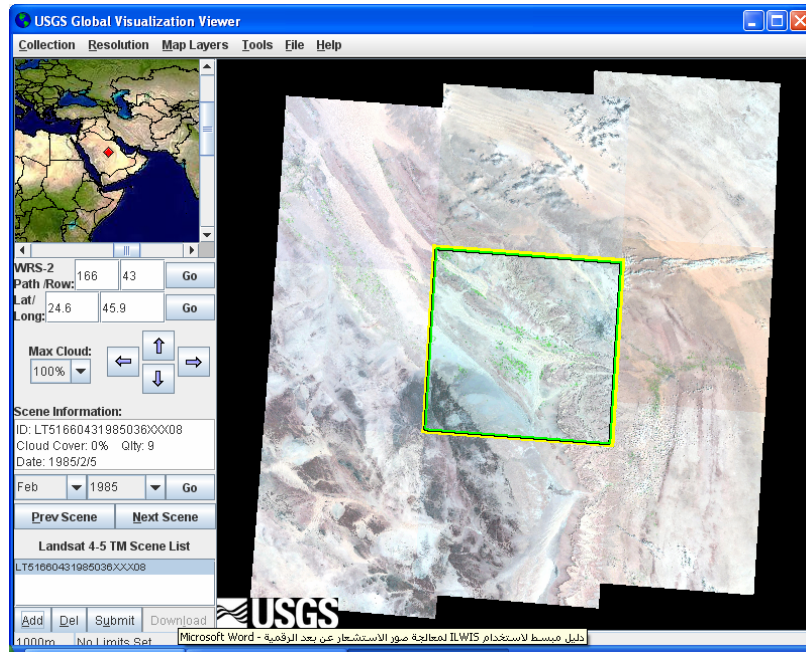 USGS Global Visualization Viewer
Collection Resolution Map Layers Tools File Help
WRS-2
Path /Row: 166 43 Go
Lat/
Long: 24.6 45.9 Go
Max Cloud:
100%
Scene Information:
ID: LT51660431985036XXX08
Cloud Cover: 0% Qlty: 9
Date: 1985/2/5
Feb 1985 Go
Prev Scene Next Scene
Landsat 4-5 TM Scene List
LT51660431985036XXX08
Add Del Submit Download
USGS
دليل مبسط لاستخدام ILWIS لمعالجة صور الاستشعار عن بعد الرقمية - Microsoft Word
1000m No Limits Set